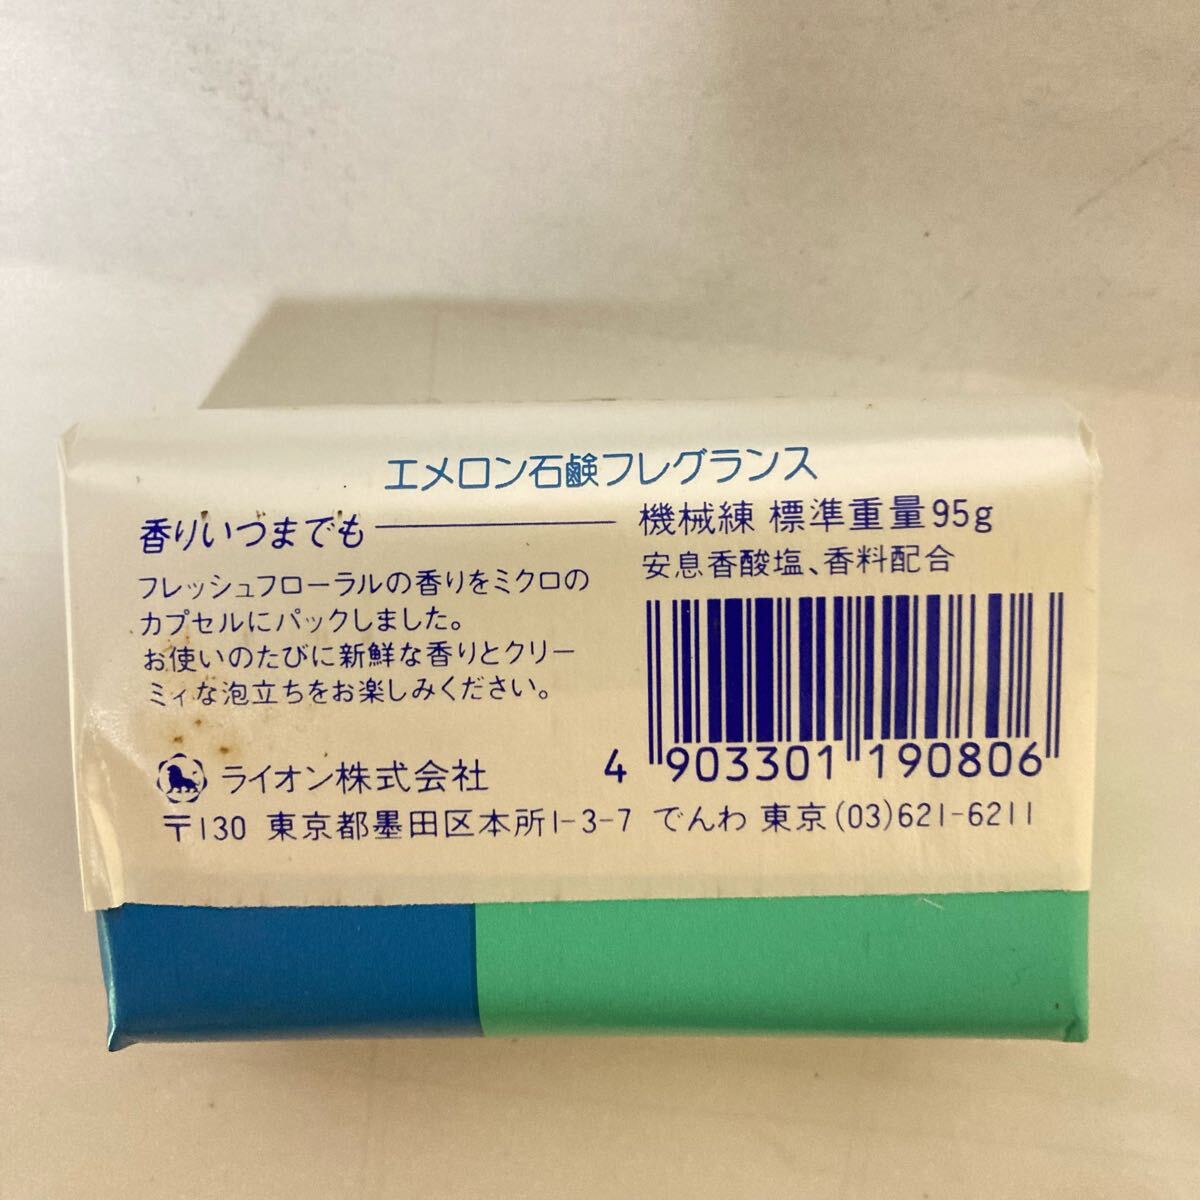 エメロン石鹸フレグランス
香りいつまでも
フレッシュフローラルの香りをミクロの
カプセルにパックしました。
お使いのたびに新鮮な香りとクリー
ミィな泡立ちをお楽しみください。
機械練 標準重量95g
安息香酸塩、香料配合
4 903301 190806
ライオン株式会社
〒130 東京都墨田区本所1-3-7 でんわ 東京(03)621-6211